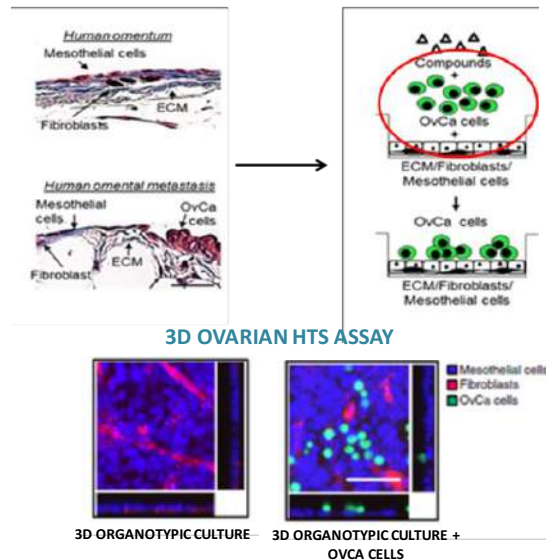 Human omentum
Mesothelial cells
ECM
Fibroblasts
Human omental metastasis
Mesothelial
cells
OvCa
cells
ECM
Fibroblast
Compounds
+
OvCa cells
+
ECM/Fibroblasts/
Mesothelial cells
OvCa cells
ECM/Fibroblasts/
Mesothelial cells
3D OVARIAN HTS ASSAY
Mesothelial cells
Fibroblasts
OvCa cells
3D ORGANOTYPIC CULTURE
3D ORGANOTYPIC CULTURE +
OVCA CELLS